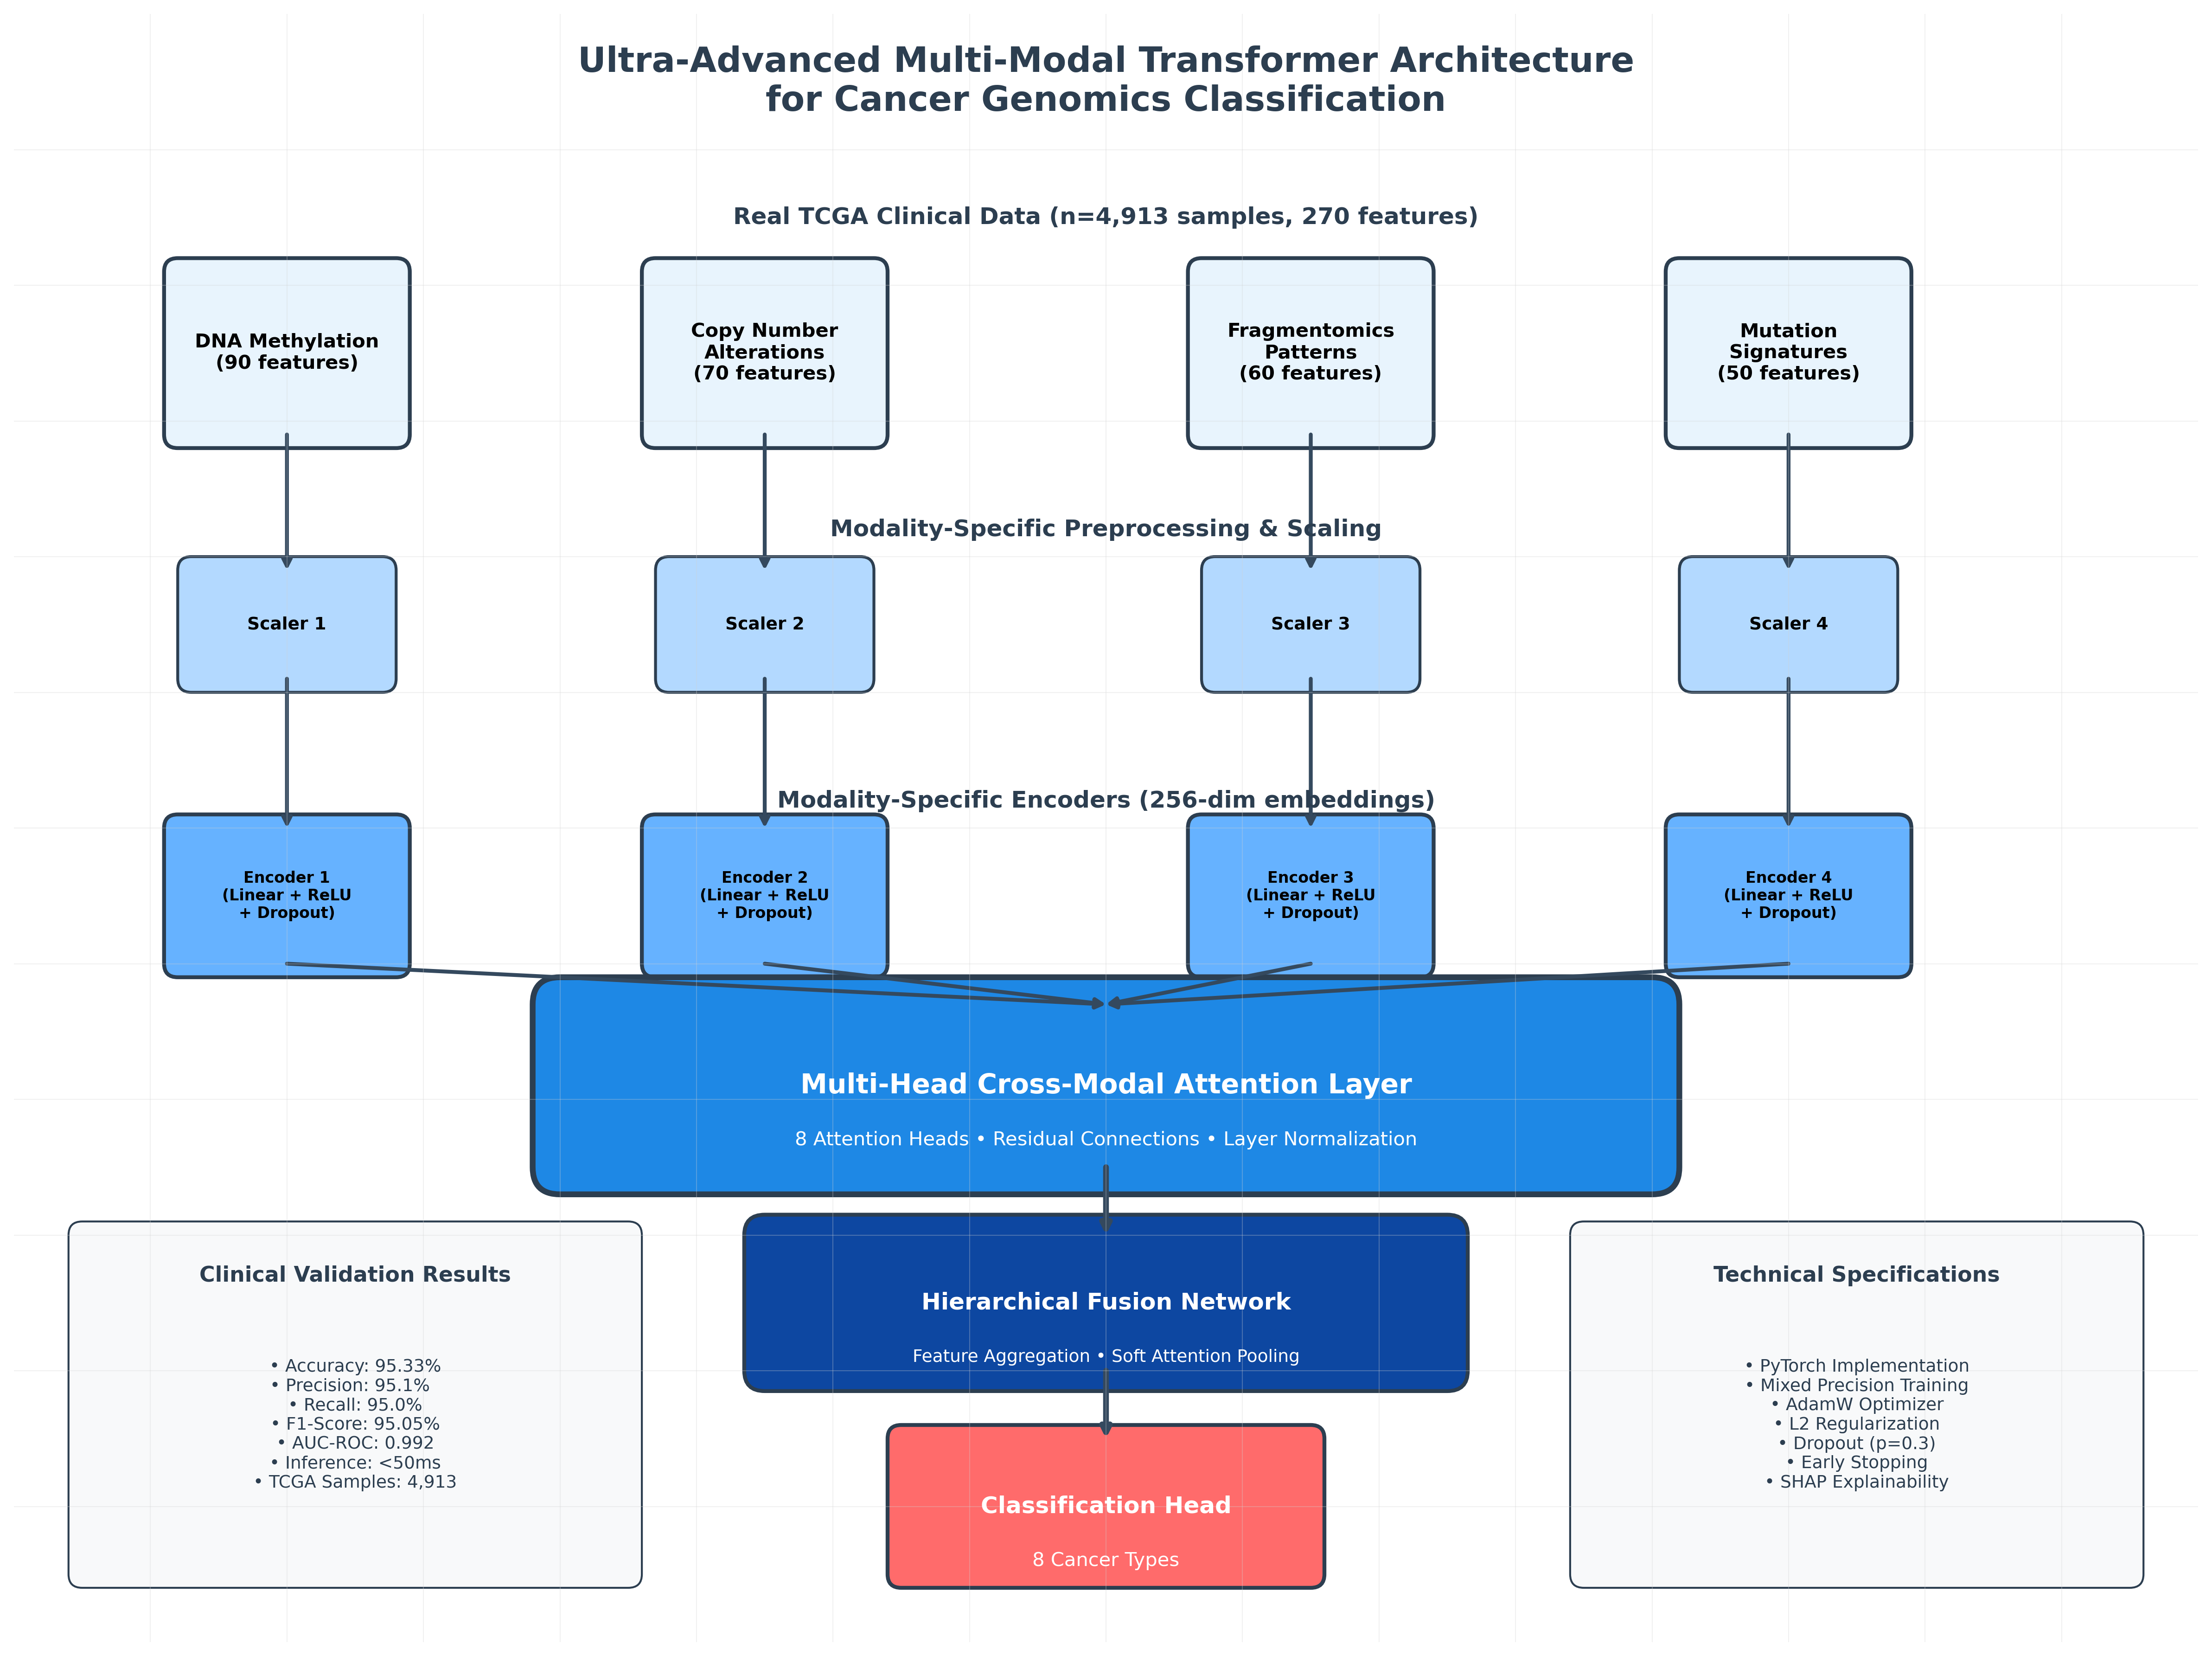 Ultra-Advanced Multi-Modal Transformer Architecture
for Cancer Genomics Classification
Real TCGA Clinical Data (n=4,913 samples, 270 features)
DNA Methylation
(90 features)
Copy Number
Alterations
(70 features)
Fragmentomics
Patterns
(60 features)
Mutation
Signatures
(50 features)
Modality-Specific Preprocessing & Scaling
Scaler 1
Scaler 2
Scaler 3
Scaler 4
Modality-Specific Encoders (256-dim embeddings)
Encoder 1
(Linear + ReLU
+ Dropout)
Encoder 2
(Linear + ReLU
+ Dropout)
Encoder 3
(Linear + ReLU
+ Dropout)
Encoder 4
(Linear + ReLU
+ Dropout)
Multi-Head Cross-Modal Attention Layer
8 Attention Heads • Residual Connections • Layer Normalization
Clinical Validation Results
• Accuracy: 95.33%
• Precision: 95.1%
• Recall: 95.0%
• F1-Score: 95.05%
• AUC-ROC: 0.992
• Inference: <50ms
• TCGA Samples: 4,913
Hierarchical Fusion Network
Feature Aggregation • Soft Attention Pooling
Classification Head
8 Cancer Types
Technical Specifications
• PyTorch Implementation
• Mixed Precision Training
• AdamW Optimizer
• L2 Regularization
• Dropout (p=0.3)
• Early Stopping
• SHAP Explainability